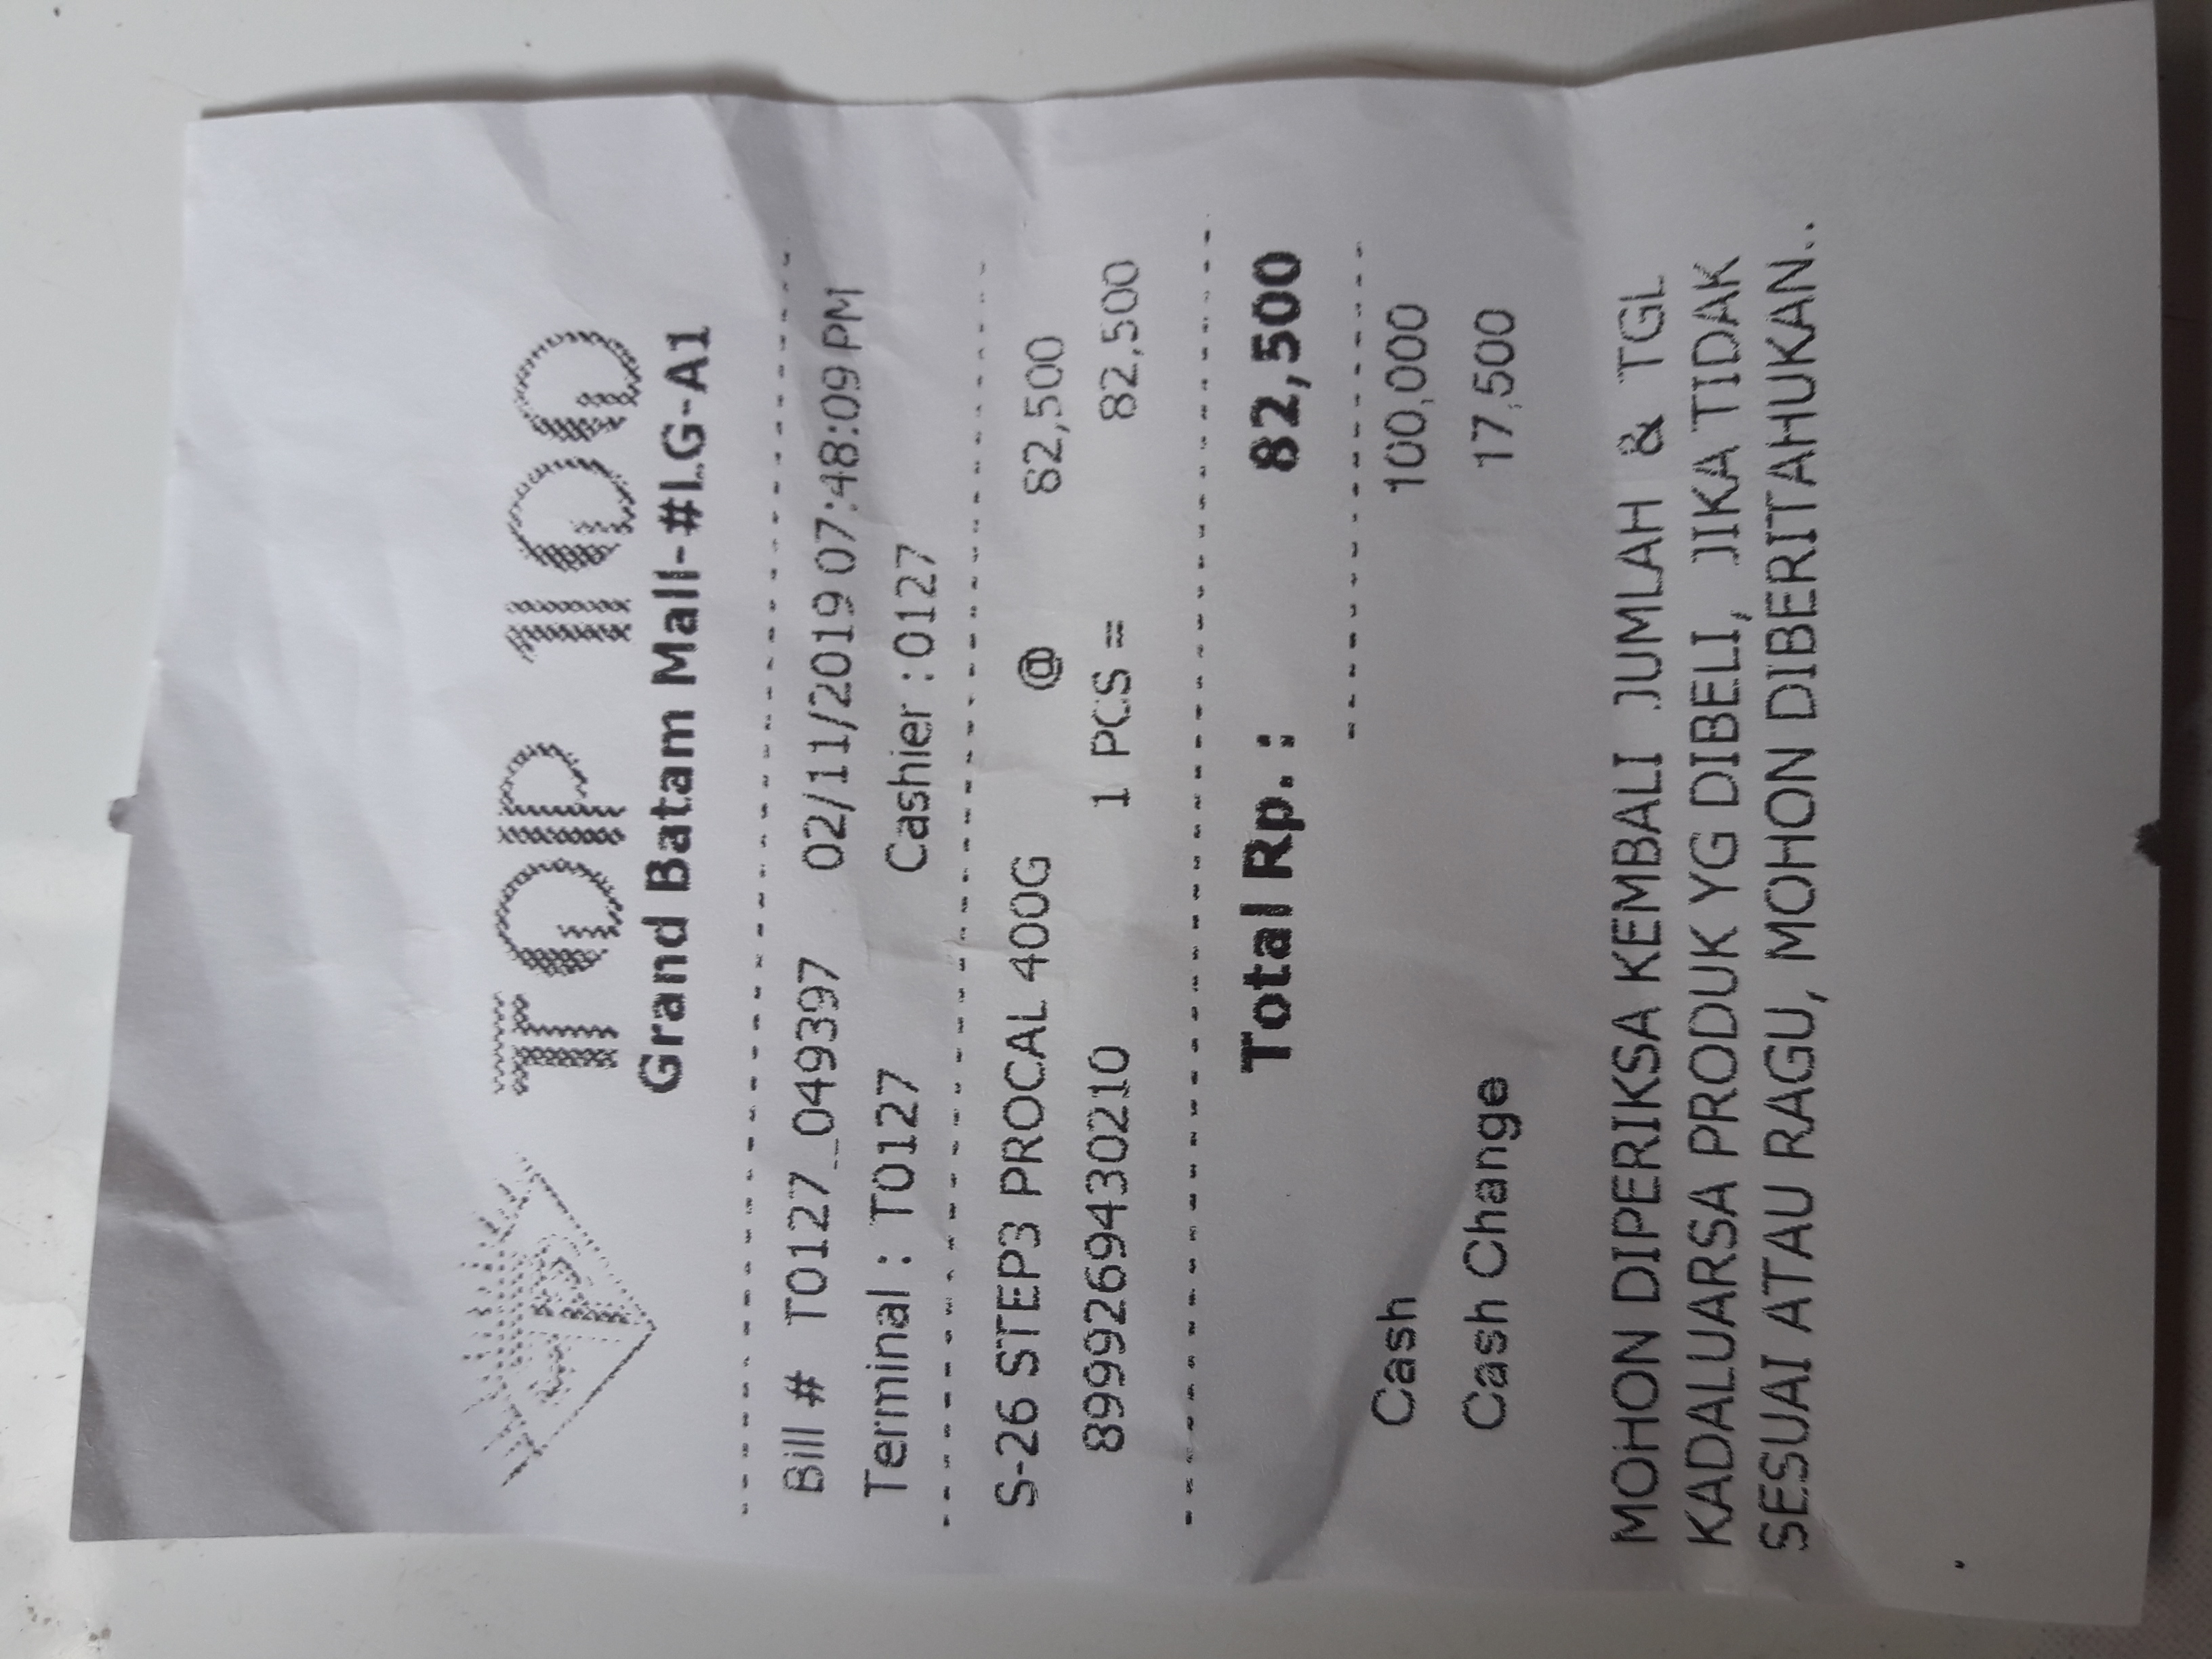 TOP 100
Grand Batam Mall-#LG-A1
Bill # T0127_049397 02/11/2019 07:48:09 PM
Terminal : T0127 Cashier : 0127
S-26 STEP3 PROCAL 400G @ 82,500
8999269430210 1 PCS = 82,500
Total Rp. : 82,500
Cash 100,000
Cash Change 17,500
MOHON DIPERIKSA KEMBALI JUMLAH & TGL
KADALUARSA PRODUK YG DIBELI, JIKA TIDAK
SESUAI ATAU RAGU, MOHON DIBERITAHUKAN..